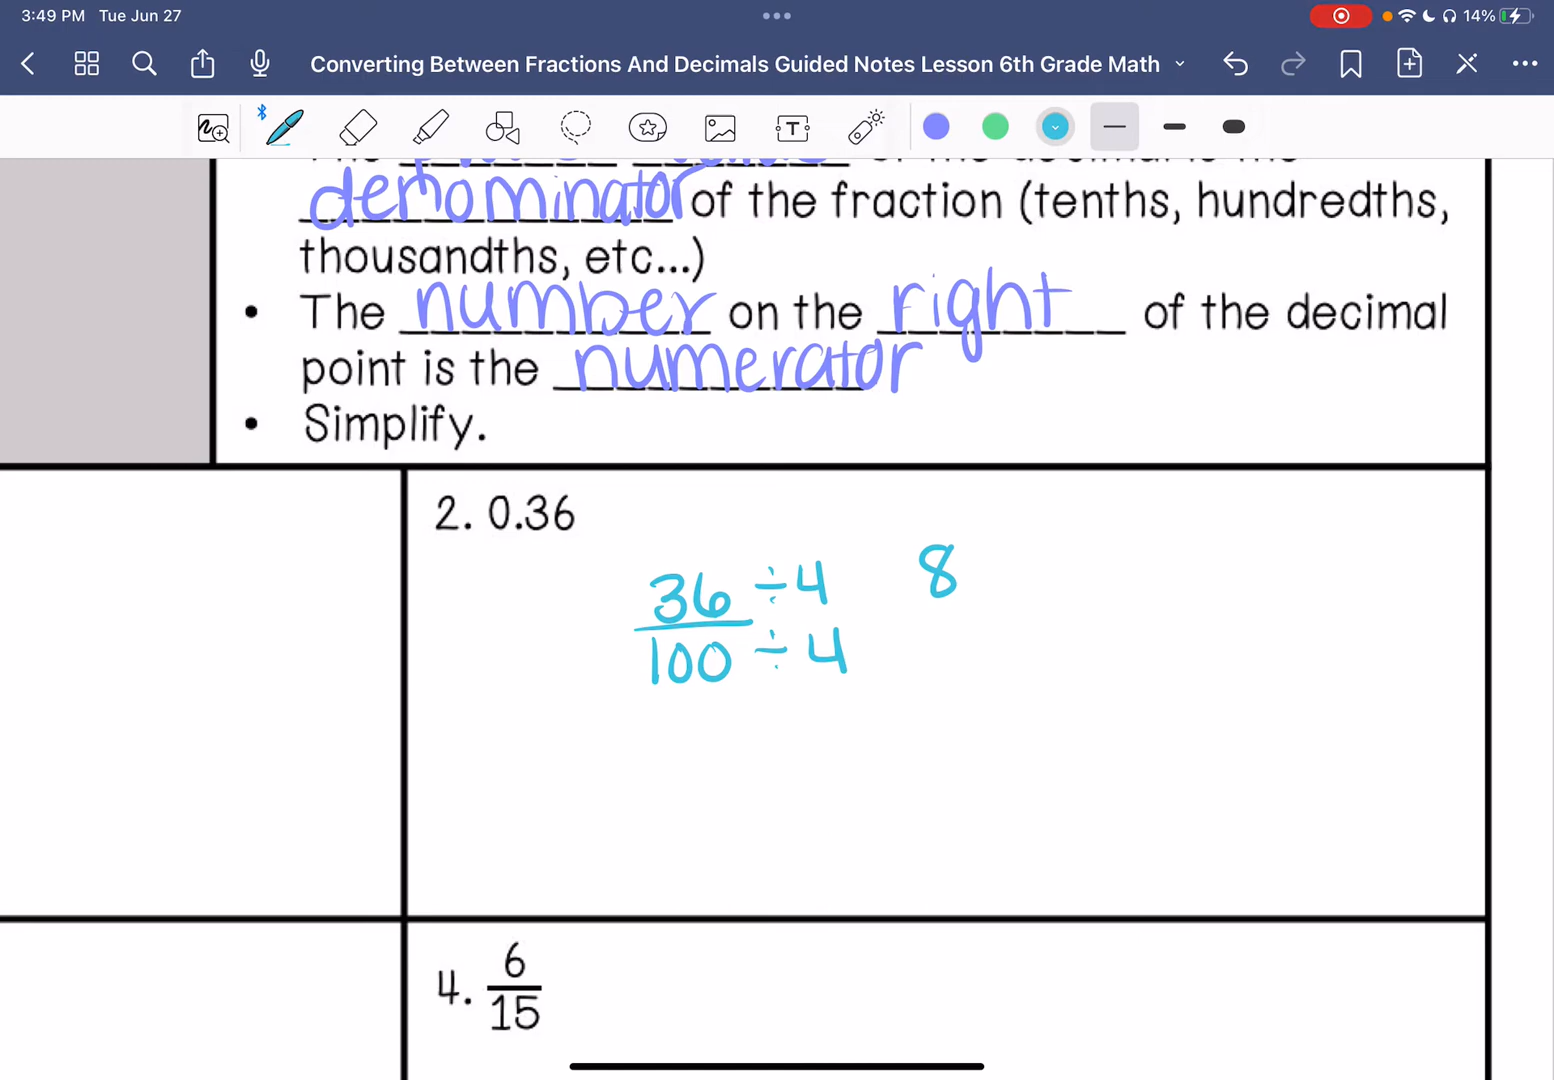 3:49 PM Tue Jun 27
14%
Converting Between Fractions And Decimals Guided Notes Lesson 6th Grade Math
denominator of the fraction (tenths, hundredths,
thousandths, etc...)
• The number on the right of the decimal
point is the numerator
• Simplify.
2. 0.36
36 ÷ 4 8
100 ÷ 4
4. 6
15